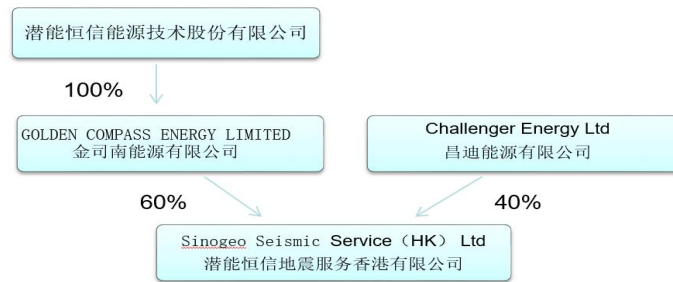 潜能恒信能源技术股份有限公司
100%
GOLDEN COMPASS ENERGY LIMITED
金司南能源有限公司
Challenger Energy Ltd
昌迪能源有限公司
60%
40%
Sinogeo Seismic Service（HK） Ltd
潜能恒信地震服务香港有限公司